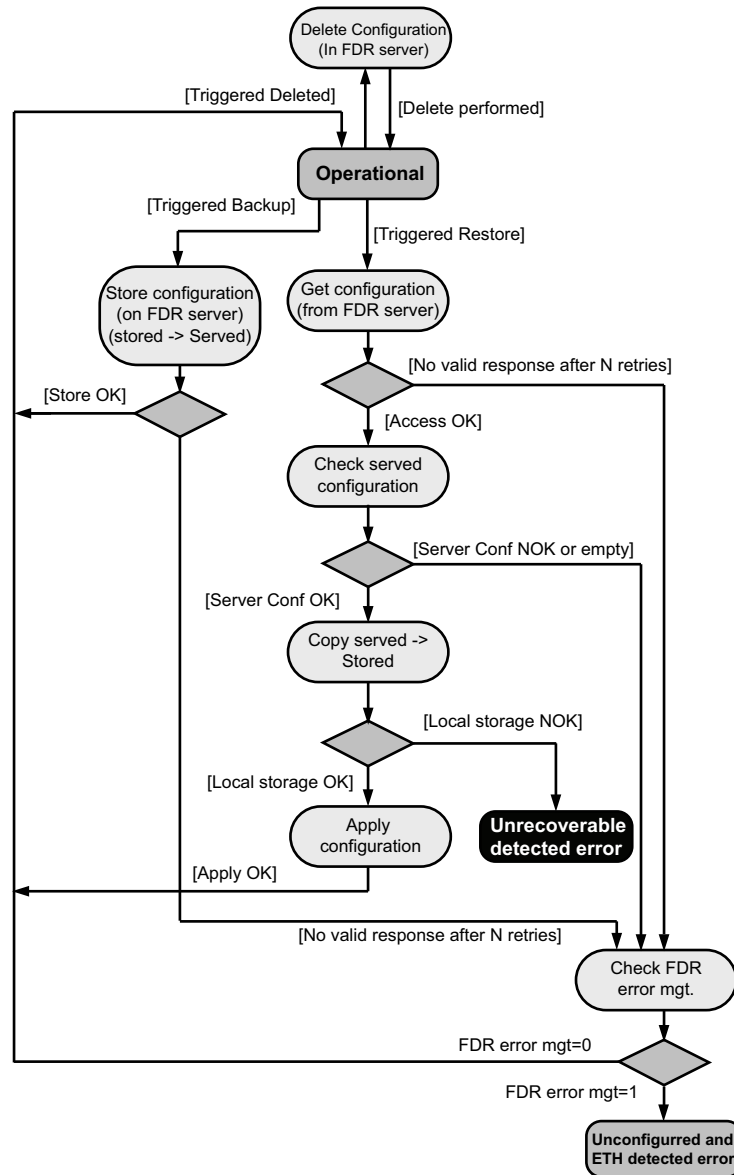 Delete Configuration
(In FDR server)
[Triggered Deleted]
[Delete performed]
Operational
[Triggered Backup]
[Triggered Restore]
Store configuration
(on FDR server)
(stored -> Served)
Get configuration
(from FDR server)
[No valid response after N retries]
[Store OK]
[Access OK]
Check served
configuration
[Server Conf NOK or empty]
[Server Conf OK]
Copy served ->
Stored
[Local storage NOK]
[Local storage OK]
Apply
configuration
Unrecoverable
detected error
[Apply OK]
[No valid response after N retries]
Check FDR
error mgt.
FDR error mgt=0
FDR error mgt=1
Unconfigurred and
ETH detected error